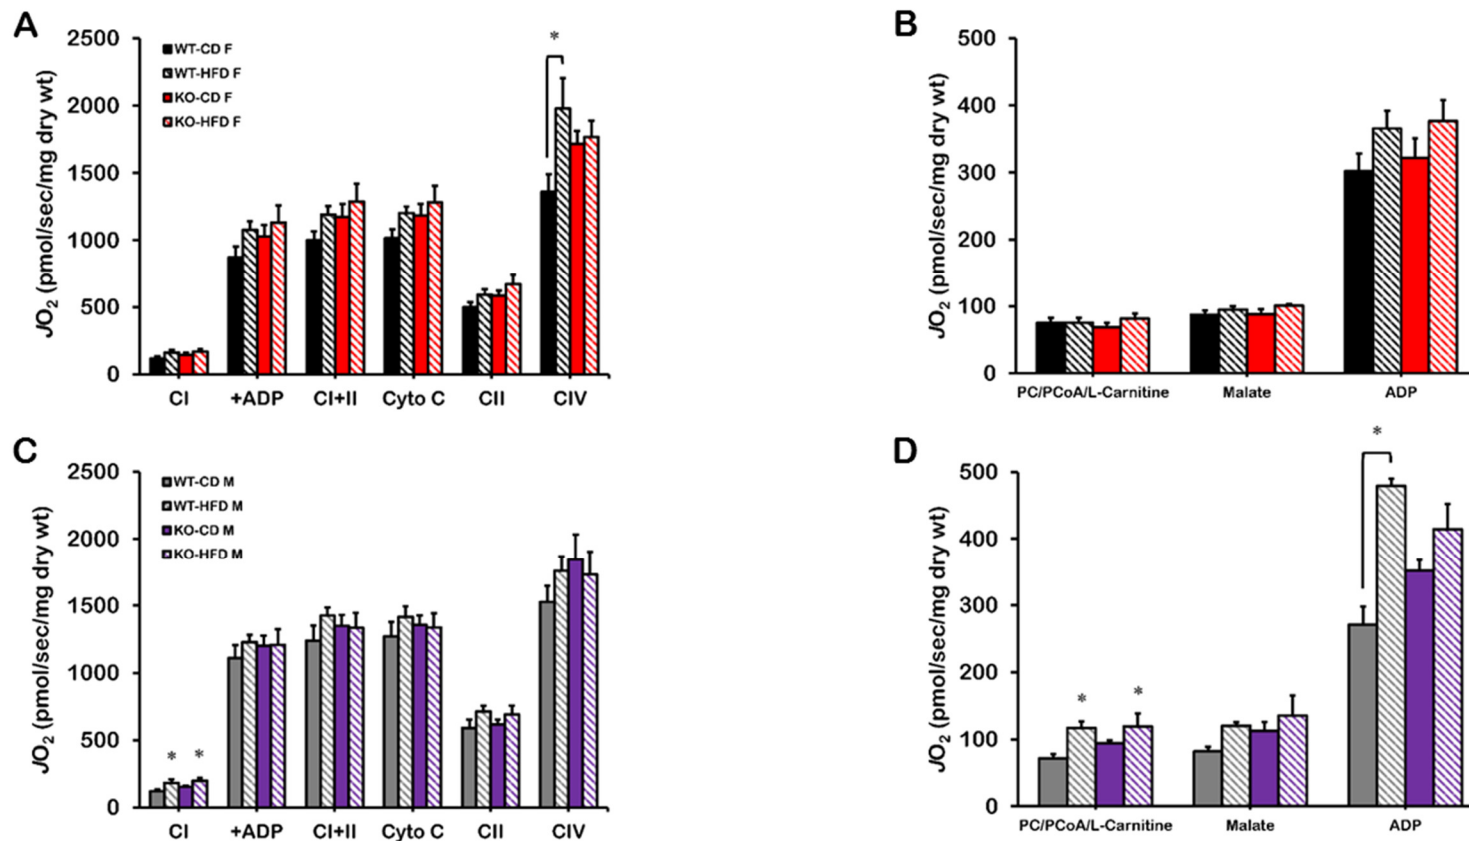 A
JO2 (pmol/sec/mg dry wt)
2500
2000
1500
1000
500
0
WT-CD F
WT-HFD F
KO-CD F
KO-HFD F
*
CI +ADP CI+II Cyto C CII CIV
B
JO2 (pmol/sec/mg dry wt)
500
400
300
200
100
0
PC/PCoA/L-Carnitine Malate ADP
C
JO2 (pmol/sec/mg dry wt)
2500
2000
1500
1000
500
0
WT-CD M
WT-HFD M
KO-CD M
KO-HFD M
* *
CI +ADP CI+II Cyto C CII CIV
D
JO2 (pmol/sec/mg dry wt)
500
400
300
200
100
0
*
* *
PC/PCoA/L-Carnitine Malate ADP